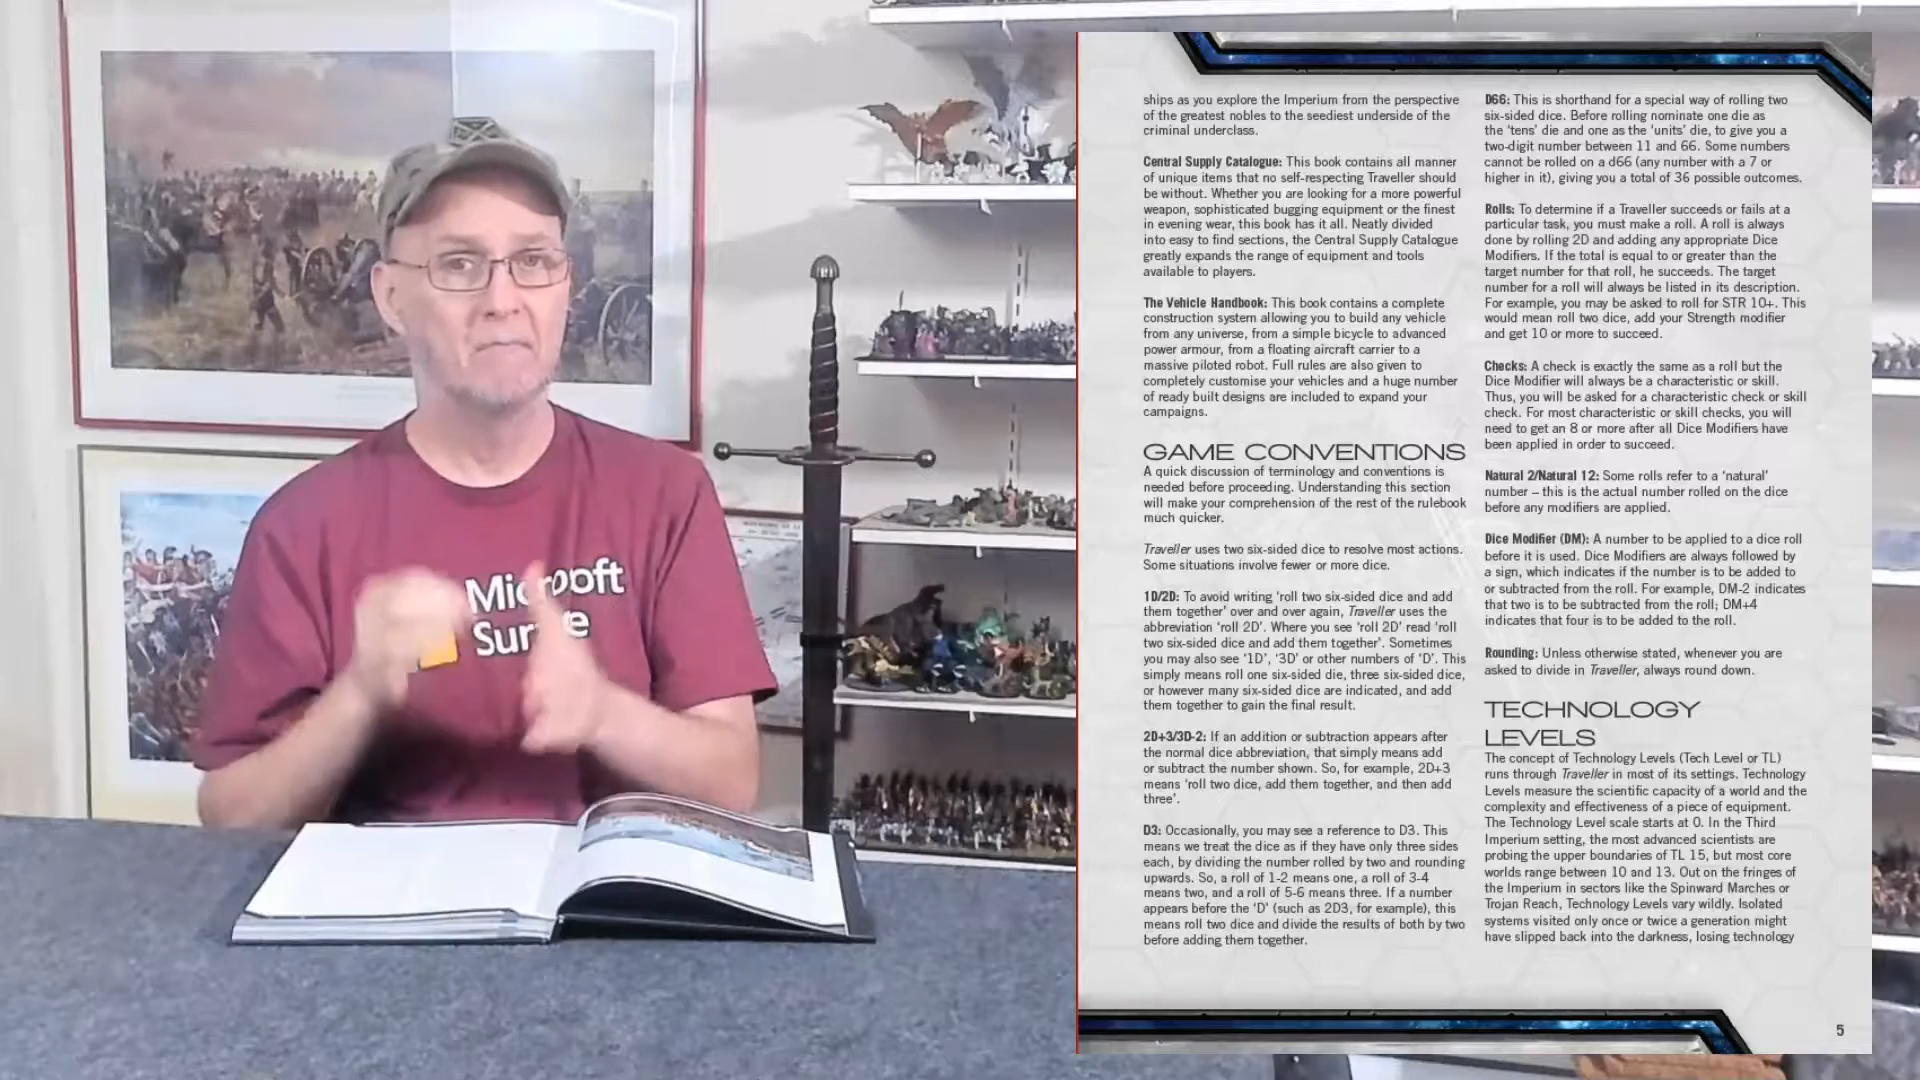 Microsoft
Surface
ships as you explore the Imperium from the perspective
of the greatest nobles to the seediest underside of the
criminal underclass.
Central Supply Catalogue: This book contains all manner
of unique items that no self-respecting Traveller should
be without. Whether you are looking for a more powerful
weapon, sophisticated bugging equipment or the finest
in evening wear, this book has it all. Neatly divided
into easy to find sections, the Central Supply Catalogue
greatly expands the range of equipment and tools
available to players.
The Vehicle Handbook: This book contains a complete
construction system allowing you to build any vehicle
from any universe, from a simple bicycle to advanced
power armour, from a floating aircraft carrier to a
massive piloted robot. Full rules are also given to
completely customise your vehicles and a huge number
of ready built designs are included to expand your
campaigns.
GAME CONVENTIONS
A quick discussion of terminology and conventions is
needed before proceeding. Understanding this section
will make your comprehension of the rest of the rulebook
much quicker.
Traveller uses two six-sided dice to resolve most actions.
Some situations involve fewer or more dice.
1D/2D: To avoid writing ‘roll two six-sided dice and add
them together’ over and over again, Traveller uses the
abbreviation ‘roll 2D’. Where you see ‘roll 2D’ read ‘roll
two six-sided dice and add them together’. Sometimes
you may also see ‘1D’, ‘3D’ or other numbers of ‘D’. This
simply means roll one six-sided die, three six-sided dice,
or however many six-sided dice are indicated, and add
them together to gain the final result.
2D+3/3D-2: If an addition or subtraction appears after
the normal dice abbreviation, that simply means add
or subtract the number shown. So, for example, 2D+3
means ‘roll two dice, add them together, and then add
three’.
D3: Occasionally, you may see a reference to D3. This
means we treat the dice as if they have only three sides
each, by dividing the number rolled by two and rounding
upwards. So, a roll of 1-2 means one, a roll of 3-4
means two, and a roll of 5-6 means three. If a number
appears before the ‘D’ (such as 2D3, for example), this
means roll two dice and divide the results of both by two
before adding them together.
D66: This is shorthand for a special way of rolling two
six-sided dice. Before rolling nominate one die as
the ‘tens’ die and one as the ‘units’ die, to give you a
two-digit number between 11 and 66. Some numbers
cannot be rolled on a d66 (any number with a 7 or
higher in it), giving you a total of 36 possible outcomes.
Rolls: To determine if a Traveller succeeds or fails at a
particular task, you must make a roll. A roll is always
done by rolling 2D and adding any appropriate Dice
Modifiers. If the total is equal to or greater than the
target number for that roll, he succeeds. The target
number for a roll will always be listed in its description.
For example, you may be asked to roll for STR 10+. This
would mean roll two dice, add your Strength modifier
and get 10 or more to succeed.
Checks: A check is exactly the same as a roll but the
Dice Modifier will always be a characteristic or skill.
Thus, you will be asked for a characteristic check or skill
check. For most characteristic or skill checks, you will
need to get an 8 or more after all Dice Modifiers have
been applied in order to succeed.
Natural 2/Natural 12: Some rolls refer to a ‘natural’
number – this is the actual number rolled on the dice
before any modifiers are applied.
Dice Modifier (DM): A number to be applied to a dice roll
before it is used. Dice Modifiers are always followed by
a sign, which indicates if the number is to be added to
or subtracted from the roll. For example, DM-2 indicates
that two is to be subtracted from the roll; DM+4
indicates that four is to be added to the roll.
Rounding: Unless otherwise stated, whenever you are
asked to divide in Traveller, always round down.
TECHNOLOGY
LEVELS
The concept of Technology Levels (Tech Level or TL)
runs through Traveller in most of its settings. Technology
Levels measure the scientific capacity of a world and the
complexity and effectiveness of a piece of equipment.
The Technology Level scale starts at 0. In the Third
Imperium setting, the most advanced scientists are
probing the upper boundaries of TL 15, but most core
worlds range between 10 and 13. Out on the fringes of
the Imperium in sectors like the Spinward Marches or
Trojan Reach, Technology Levels vary wildly. Isolated
systems visited only once or twice a generation might
have slipped back into the darkness, losing technology
5